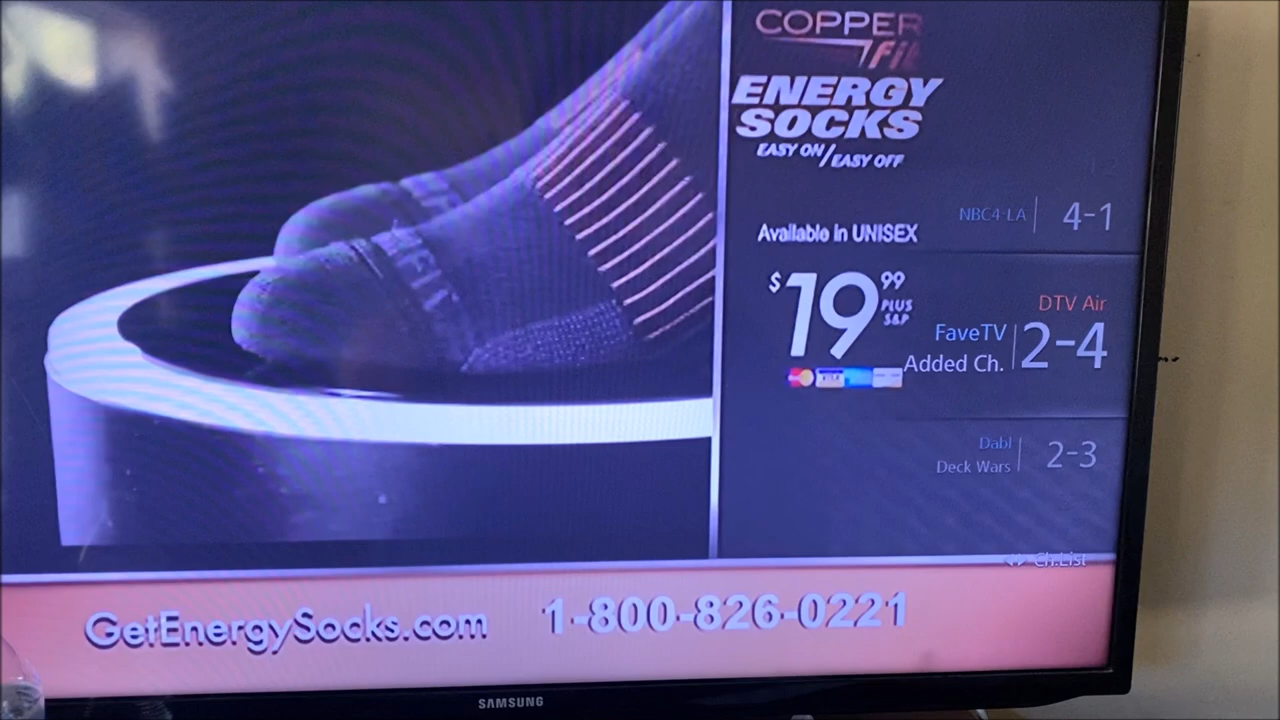 COPPER
fit
ENERGY
SOCKS
EASY ON/EASY OFF
NBC4-LA 4-1
Available in UNISEX
$19 99
PLUS
S&P
DTV Air
FaveTV
Added Ch. 2-4
VISA
Dabl
Deck Wars 2-3
Ch.List
GetEnergySocks.com 1-800-826-0221
SAMSUNG